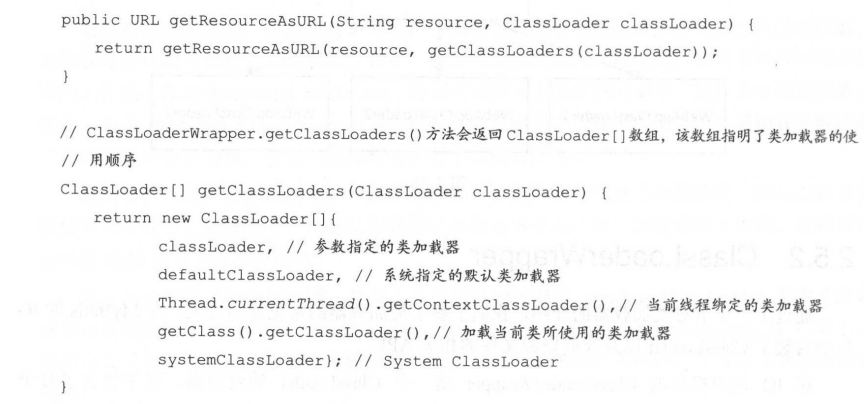 public URL getResourceAsURL(String resource, ClassLoader classLoader) {
return getResourceAsURL(resource, getClassLoaders(classLoader));
}
// ClassLoaderWrapper.getClassLoaders()方法会返回ClassLoader[]数组，该数组指明了类加载器的使
// 用顺序
ClassLoader[] getClassLoaders(ClassLoader classLoader) {
return new ClassLoader[]{
classLoader, // 参数指定的类加载器
defaultClassLoader, // 系统指定的默认类加载器
Thread.currentThread().getContextClassLoader(),// 当前线程绑定的类加载器
getClass().getClassLoader(),// 加载当前类所使用的类加载器
systemClassLoader}; // System ClassLoader
}